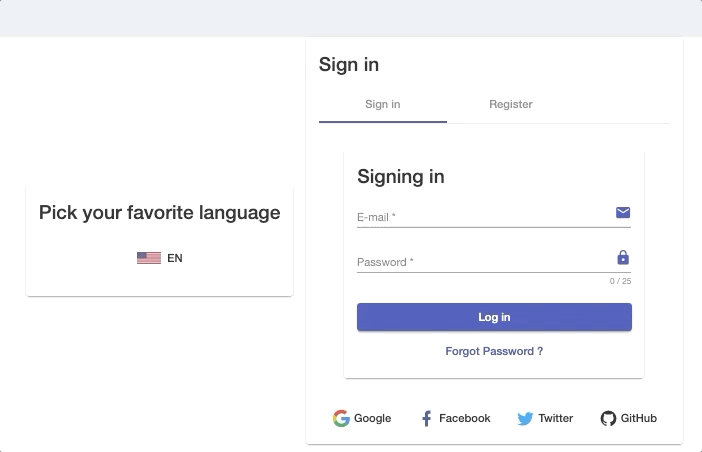 Sign in
Sign in
Register
Pick your favorite language
EN
Signing in
E-mail *
Password *
0 / 25
Log in
Forgot Password ?
Google
Facebook
Twitter
GitHub